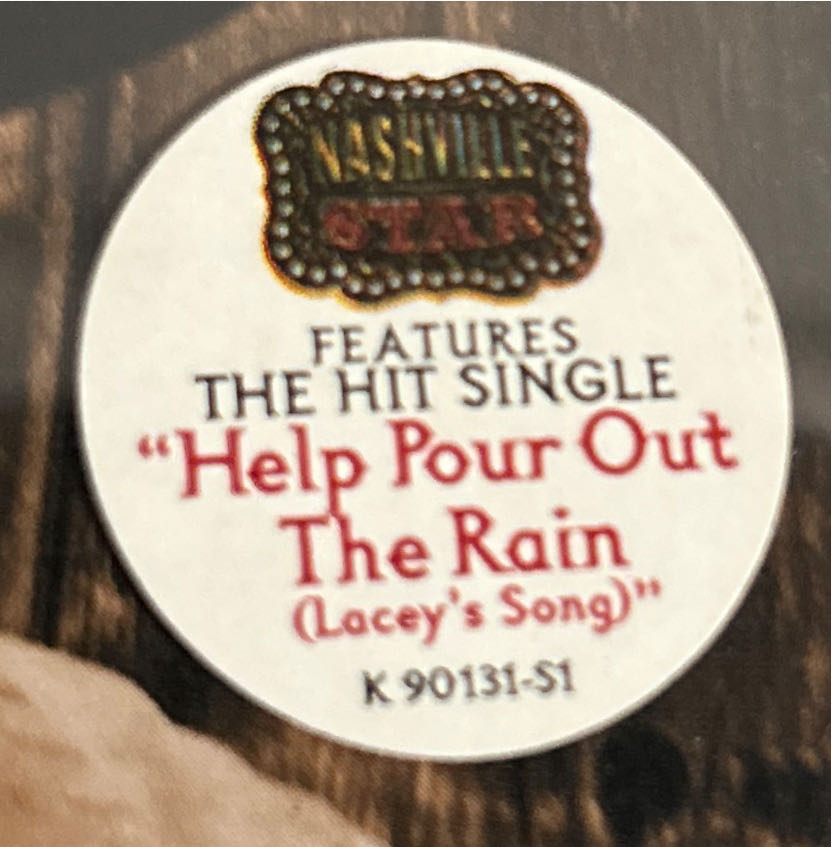 NASHVILLE
STAR
FEATURES
THE HIT SINGLE
“Help Pour Out
The Rain
(Lacey's Song)”
K 90131-S1